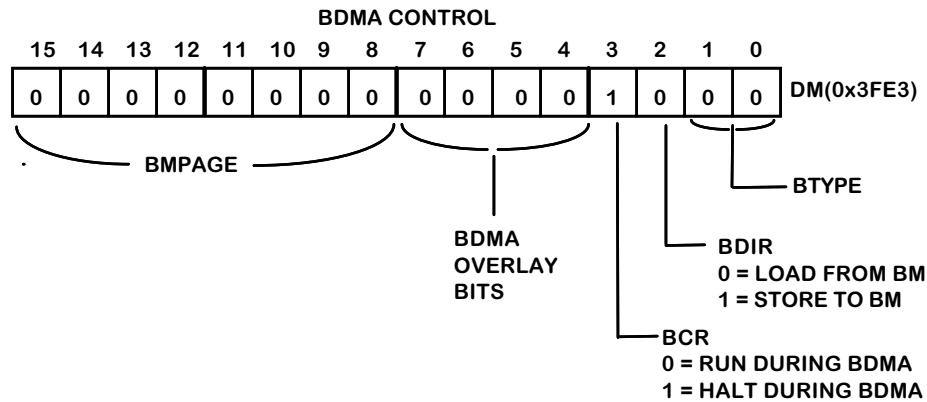 BDMA CONTROL
15 14 13 12 11 10 9 8 7 6 5 4 3 2 1 0
0 0 0 0 0 0 0 0 0 0 0 0 1 0 0 0 DM(0x3FE3)
BMPAGE
BTYPE
BDMA
OVERLAY
BITS
BDIR
0 = LOAD FROM BM
1 = STORE TO BM
BCR
0 = RUN DURING BDMA
1 = HALT DURING BDMA